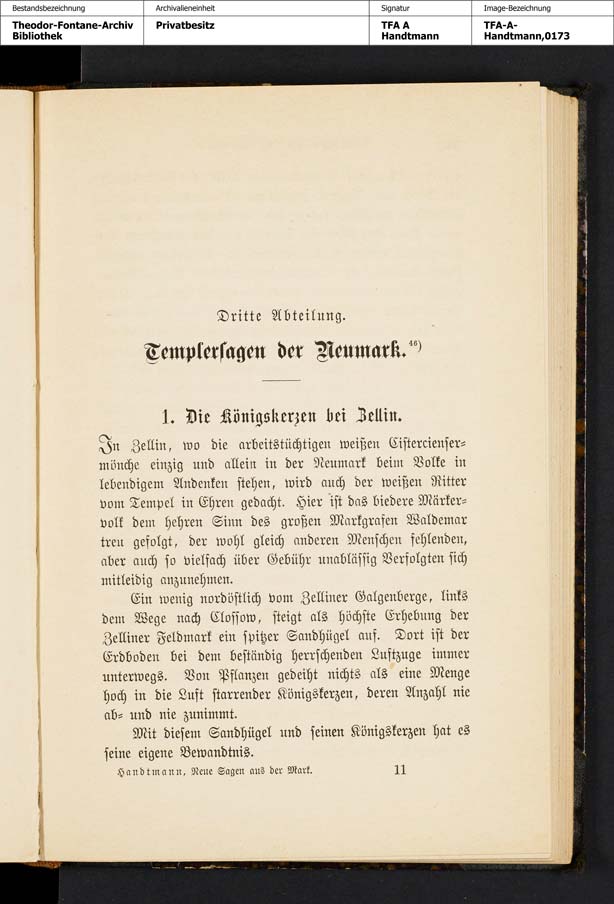 Bestandsbezeichnung
Archivalieneinheit
Signatur
Image-Bezeichnung
Theodor-Fontane-Archiv
Bibliothek
Privatbesitz
TFA A
Handtmann
TFA-A-
Handtmann,0173
Dritte Abteilung.
Templersagen der Neumark.⁴⁶)
1. Die Königskerzen bei Zellin.
In Zellin, wo die arbeitstüchtigen weißen Cistercienser-
mönche einzig und allein in der Neumark beim Volke in
lebendigem Andenken stehen, wird auch der weißen Ritter
vom Tempel in Ehren gedacht. Hier ist das biedere Märker-
volk dem hehren Sinn des großen Markgrafen Waldemar
treu gefolgt, der wohl gleich anderen Menschen fehlenden,
aber auch so vielfach über Gebühr unablässig Verfolgten sich
mitleidig anzunehmen.
Ein wenig nordöstlich vom Zelliner Galgenberge, links
dem Wege nach Clossow, steigt als höchste Erhebung der
Zelliner Feldmark ein spitzer Sandhügel auf. Dort ist der
Erdboden bei dem beständig herrschenden Luftzuge immer
unterwegs. Von Pflanzen gedeiht nichts als eine Menge
hoch in die Luft starrender Königskerzen, deren Anzahl nie
ab- und nie zunimmt.
Mit diesem Sandhügel und seinen Königskerzen hat es
seine eigene Bewandtnis.
Handtmann, Neue Sagen aus der Mark.
11